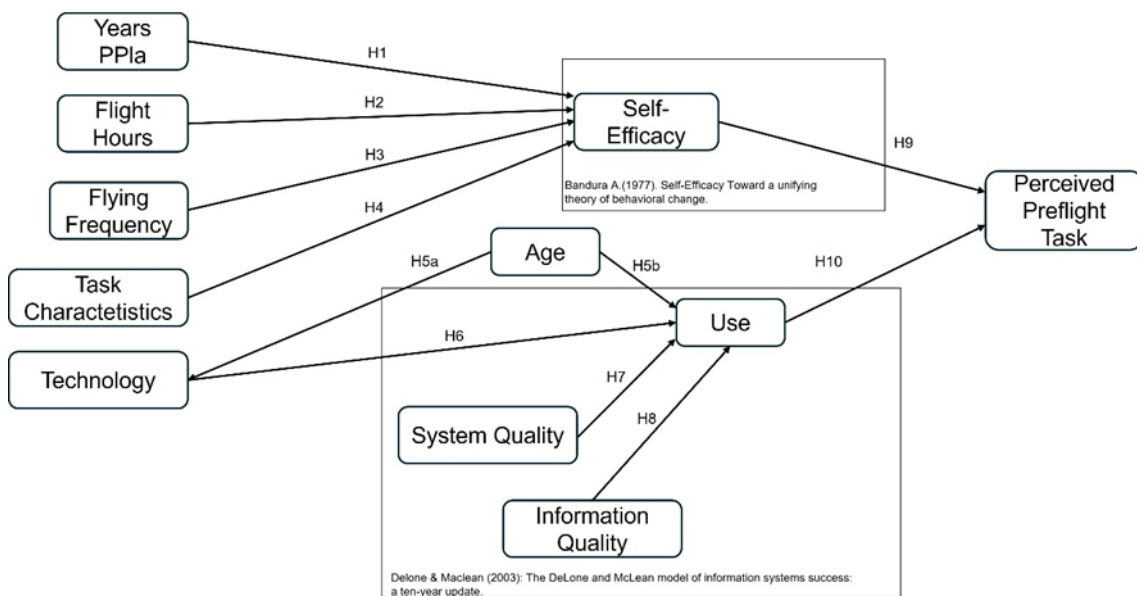 Years
PPla
H1
Flight
Hours
H2
Self-
Efficacy
H3
Flying
Frequency
H4
H9
Bandura A.(1977). Self-Efficacy Toward a unifying
theory of behavioral change.
Perceived
Preflight
Task
Task
Charactetistics
H5a
Age
H5b
H10
Use
H6
Technology
H7
System Quality
H8
Information
Quality
Delone & Maclean (2003): The DeLone and McLean model of information systems success:
a ten-year update.